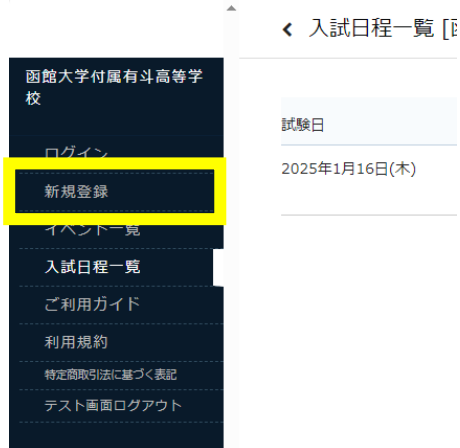 入試日程一覧 [
函館大学付属有斗高等学
校
試験日
ログイン
2025年1月16日(木)
新規登録
イベント一覧
入試日程一覧
ご利用ガイド
利用規約
特定商取引法に基づく表記
テスト画面ログアウト